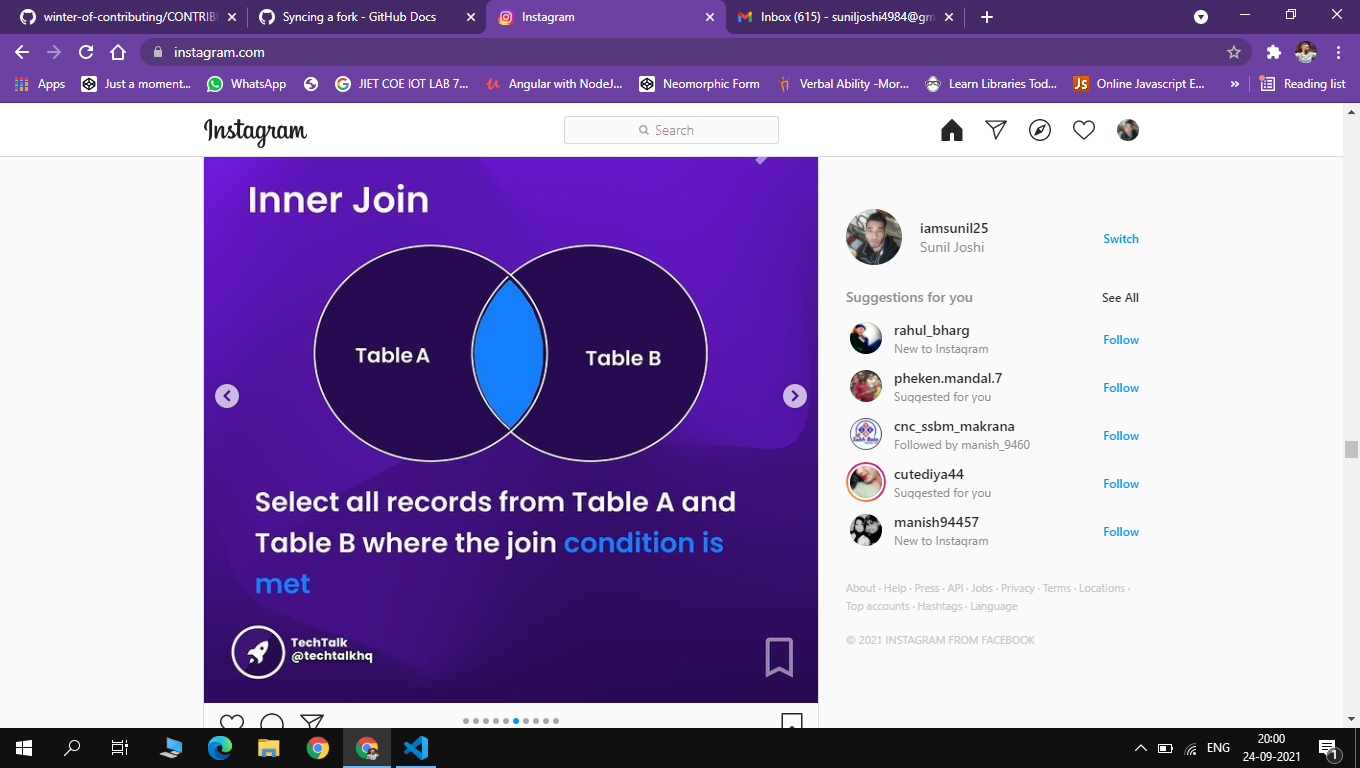 winter-of-contributing/CONTRIB
Syncing a fork - GitHub Docs
Instagram
Inbox (615) - suniljoshi4984@gm
instagram.com
Apps
Just a moment...
WhatsApp
JIET COE IOT LAB 7...
Angular with NodeJ...
Neomorphic Form
Verbal Ability -Mor...
Learn Libraries Tod...
JS
Online Javascript E...
»
Reading list
Instagram
Search
Inner Join
Table A
Table B
Select all records from Table A and
Table B where the join condition is
met
TechTalk
@techtalkhq
iamsunil25
Sunil Joshi
Switch
Suggestions for you
See All
rahul_bharg
New to Instagram
Follow
pheken.mandal.7
Suggested for you
Follow
cnc_ssbm_makrana
Followed by manish_9460
Follow
cutediya44
Suggested for you
Follow
manish94457
New to Instagram
Follow
About · Help · Press · API · Jobs · Privacy · Terms · Locations ·
Top accounts · Hashtags · Language
© 2021 INSTAGRAM FROM FACEBOOK
ENG
20:00
24-09-2021
1